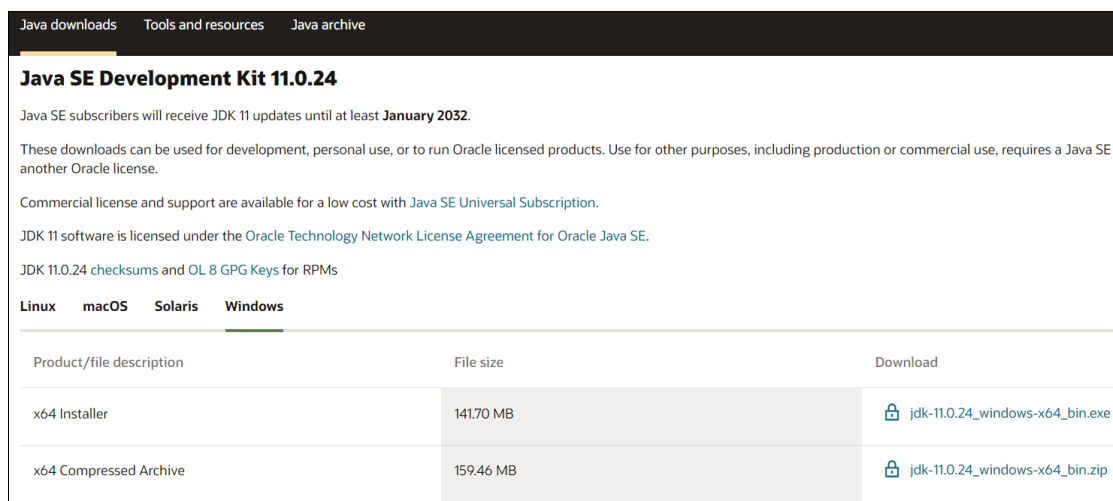 Java downloads Tools and resources Java archive
Java SE Development Kit 11.0.24
Java SE subscribers will receive JDK 11 updates until at least January 2032.
These downloads can be used for development, personal use, or to run Oracle licensed products. Use for other purposes, including production or commercial use, requires a Java SE
another Oracle license.
Commercial license and support are available for a low cost with Java SE Universal Subscription.
JDK 11 software is licensed under the Oracle Technology Network License Agreement for Oracle Java SE.
JDK 11.0.24 checksums and OL 8 GPG Keys for RPMs
Linux macOS Solaris Windows
Product/file description File size Download
x64 Installer 141.70 MB jdk-11.0.24_windows-x64_bin.exe
x64 Compressed Archive 159.46 MB jdk-11.0.24_windows-x64_bin.zip